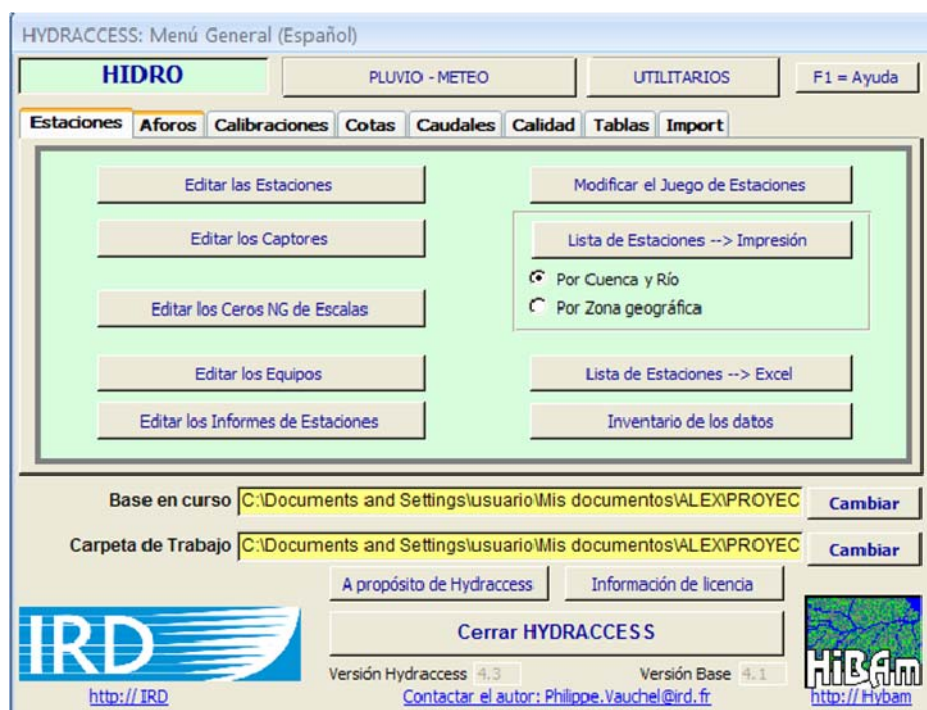 HYDRACCESS: Menú General (Español)
HIDRO PLUVIO - METEO UTILITARIOS F1 = Ayuda
Estaciones Aforos Calibraciones Cotas Caudales Calidad Tablas Import
Editar las Estaciones Modificar el Juego de Estaciones
Editar los Captores Lista de Estaciones --> Impresión
Por Cuenca y Río
Editar los Ceros NG de Escalas Por Zona geográfica
Editar los Equipos Lista de Estaciones --> Excel
Editar los Informes de Estaciones Inventario de los datos
Base en curso C:\Documents and Settings\usuario\Mis documentos\ALEX\PROYEC Cambiar
Carpeta de Trabajo C:\Documents and Settings\usuario\Mis documentos\ALEX\PROYEC Cambiar
A propósito de Hydraccess Información de licencia
IRD Cerrar HYDRACCESS HiBAm
Versión Hydraccess 4.3 Versión Base 4.1
http:// IRD Contactar el autor: Philippe.Vauchel@ird.fr http:// Hybam